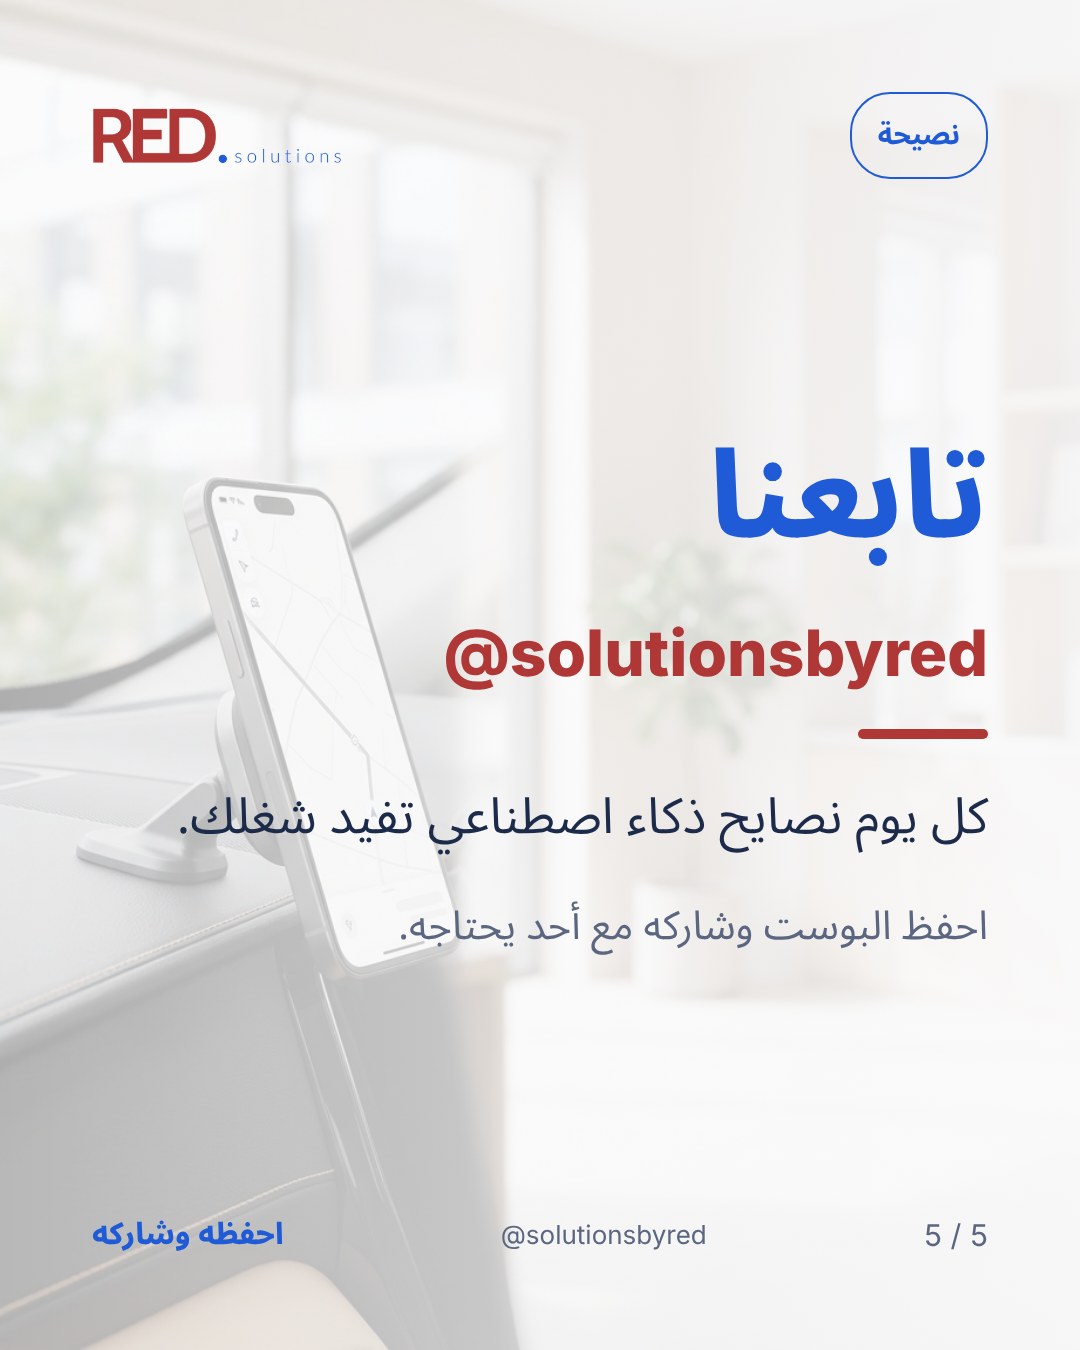 RED.solutions
نصيحة
تابعنا
@solutionsbyred
كل يوم نصايح ذكاء اصطناعي تفيد شغلك.
احفظ البوست وشاركه مع أحد يحتاجه.
احفظه وشاركه
@solutionsbyred
5 / 5